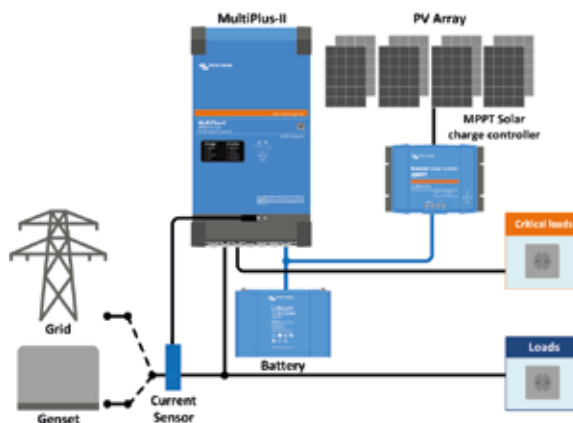 MultiPlus-II
PV Array
MPPT Solar
charge controller
Critical loads
Grid
Battery
Loads
Genset
Current
Sensor